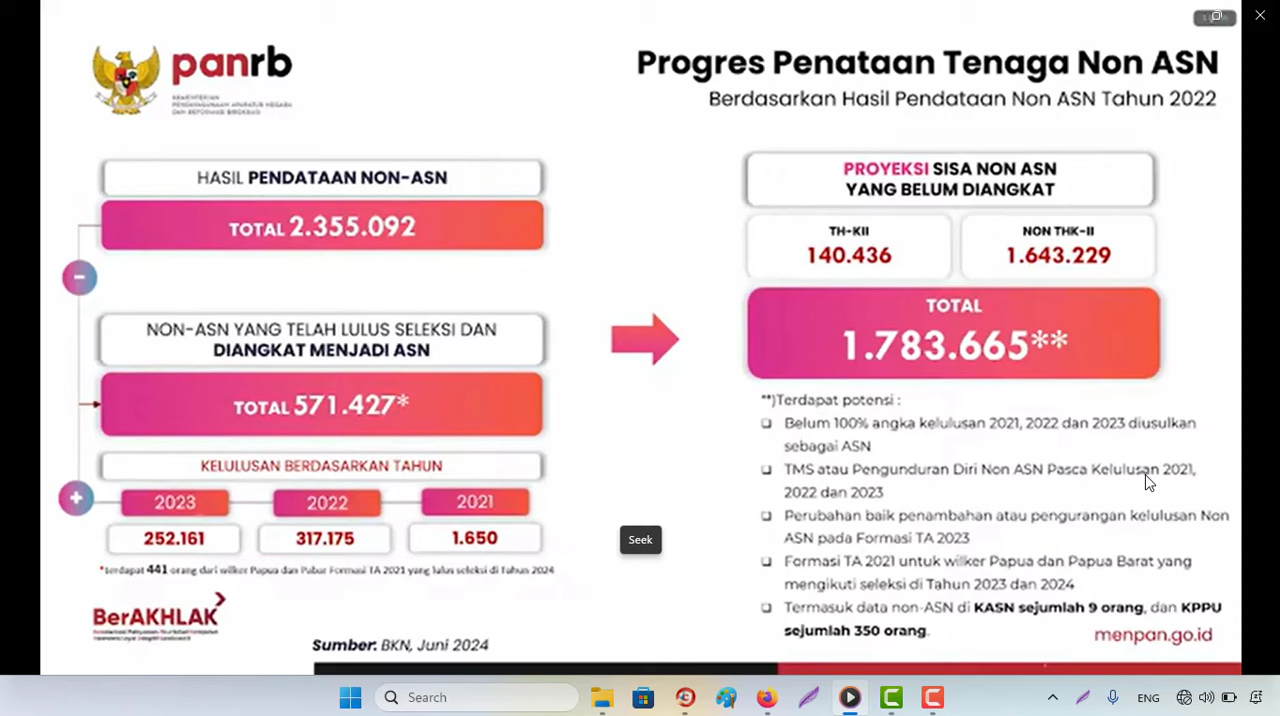 panrb
KEMENTERIAN
PENDAYAGUNAAN APARATUR NEGARA
DAN REFORMASI BIROKRASI
Progres Penataan Tenaga Non ASN
Berdasarkan Hasil Pendataan Non ASN Tahun 2022
HASIL PENDATAAN NON-ASN
TOTAL 2.355.092
-
NON-ASN YANG TELAH LULUS SELEKSI DAN
DIANGKAT MENJADI ASN
TOTAL 571.427*
KELULUSAN BERDASARKAN TAHUN
+
2023 2022 2021
252.161 317.175 1.650
*terdapat 441 orang dari wilker Papua dan Pabar Formasi TA 2021 yang lulus seleksi di Tahun 2024
BerAKHLAK
Sumber: BKN, Juni 2024
PROYEKSI SISA NON ASN
YANG BELUM DIANGKAT
TH-KII NON THK-II
140.436 1.643.229
TOTAL
1.783.665**
**)Terdapat potensi :
Belum 100% angka kelulusan 2021, 2022 dan 2023 diusulkan
sebagai ASN
TMS atau Pengunduran Diri Non ASN Pasca Kelulusan 2021,
2022 dan 2023
Perubahan baik penambahan atau pengurangan kelulusan Non
ASN pada Formasi TA 2023
Formasi TA 2021 untuk wilker Papua dan Papua Barat yang
mengikuti seleksi di Tahun 2023 dan 2024
Termasuk data non-ASN di KASN sejumlah 9 orang, dan KPPU
sejumlah 350 orang.
menpan.go.id
Seek
Search
ENG